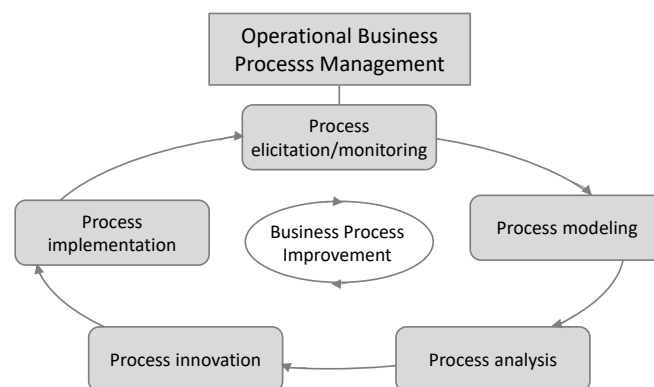 Operational Business
Processs Management
Process
elicitation/monitoring
Process modeling
Process analysis
Process innovation
Process
implementation
Business Process
Improvement